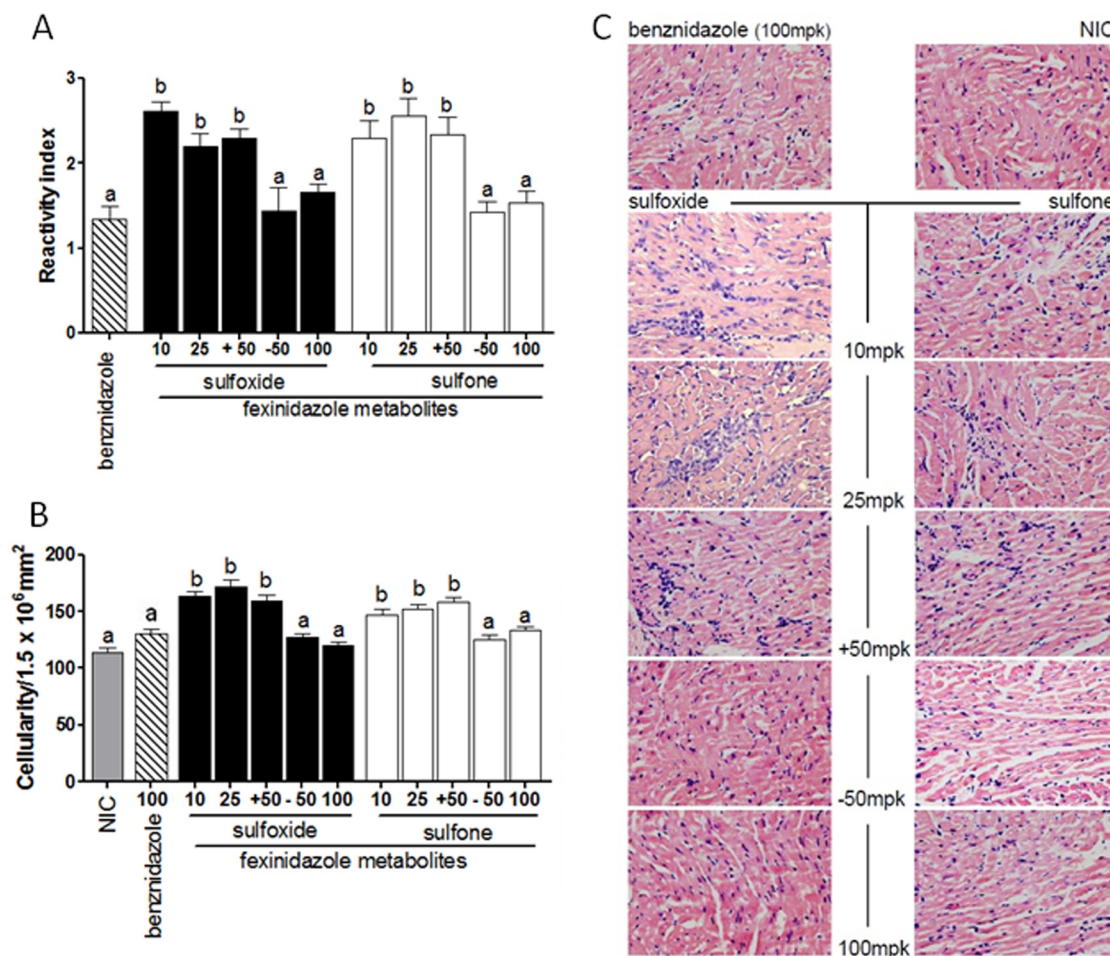 A
3
2
1
0
Reactivity index
b
b
b
a
a
b
b
b
a
a
a
benznidazole
10 25 + 50 -50 100
10 25 +50 -50 100
sulfoxide sulfone
fexinidazole metabolites
B
200
150
100
50
0
Cellularity/1.5 x 10⁶mm²
a
a
b
b
b
a
a
b
b
b
a
a
NIC
100
benznidazole
10 25 +50 - 50 100
10 25 +50 - 50 100
sulfoxide sulfone
fexinidazole metabolites
C
benznidazole (100mpk) NIC
sulfoxide sulfone
10mpk
25mpk
+50mpk
-50mpk
100mpk